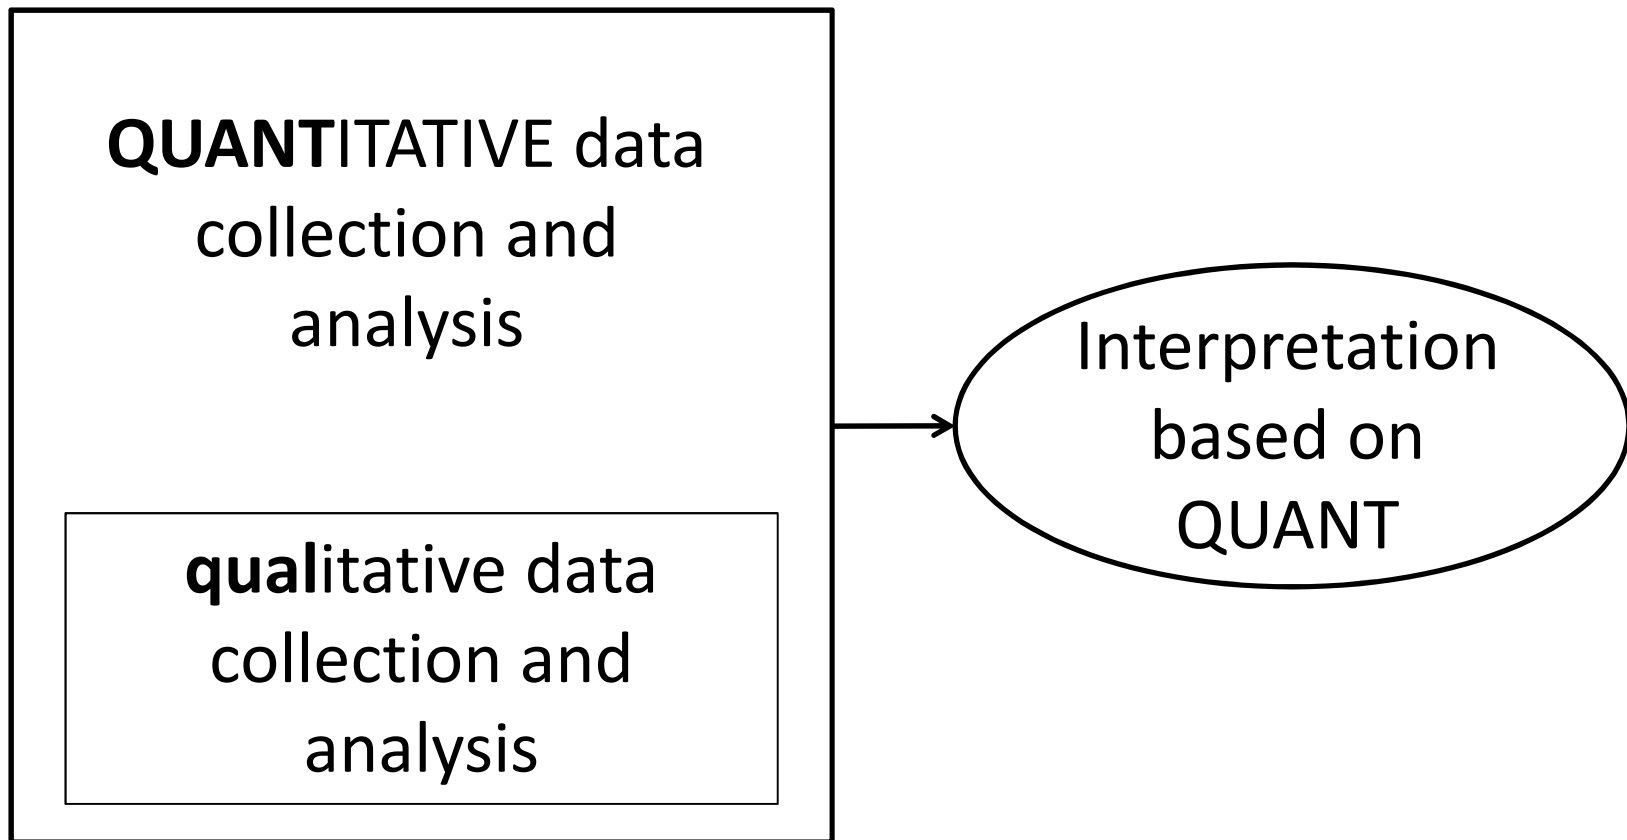 QUANTITATIVE data
collection and
analysis
qualitative data
collection and
analysis
Interpretation
based on
QUANT